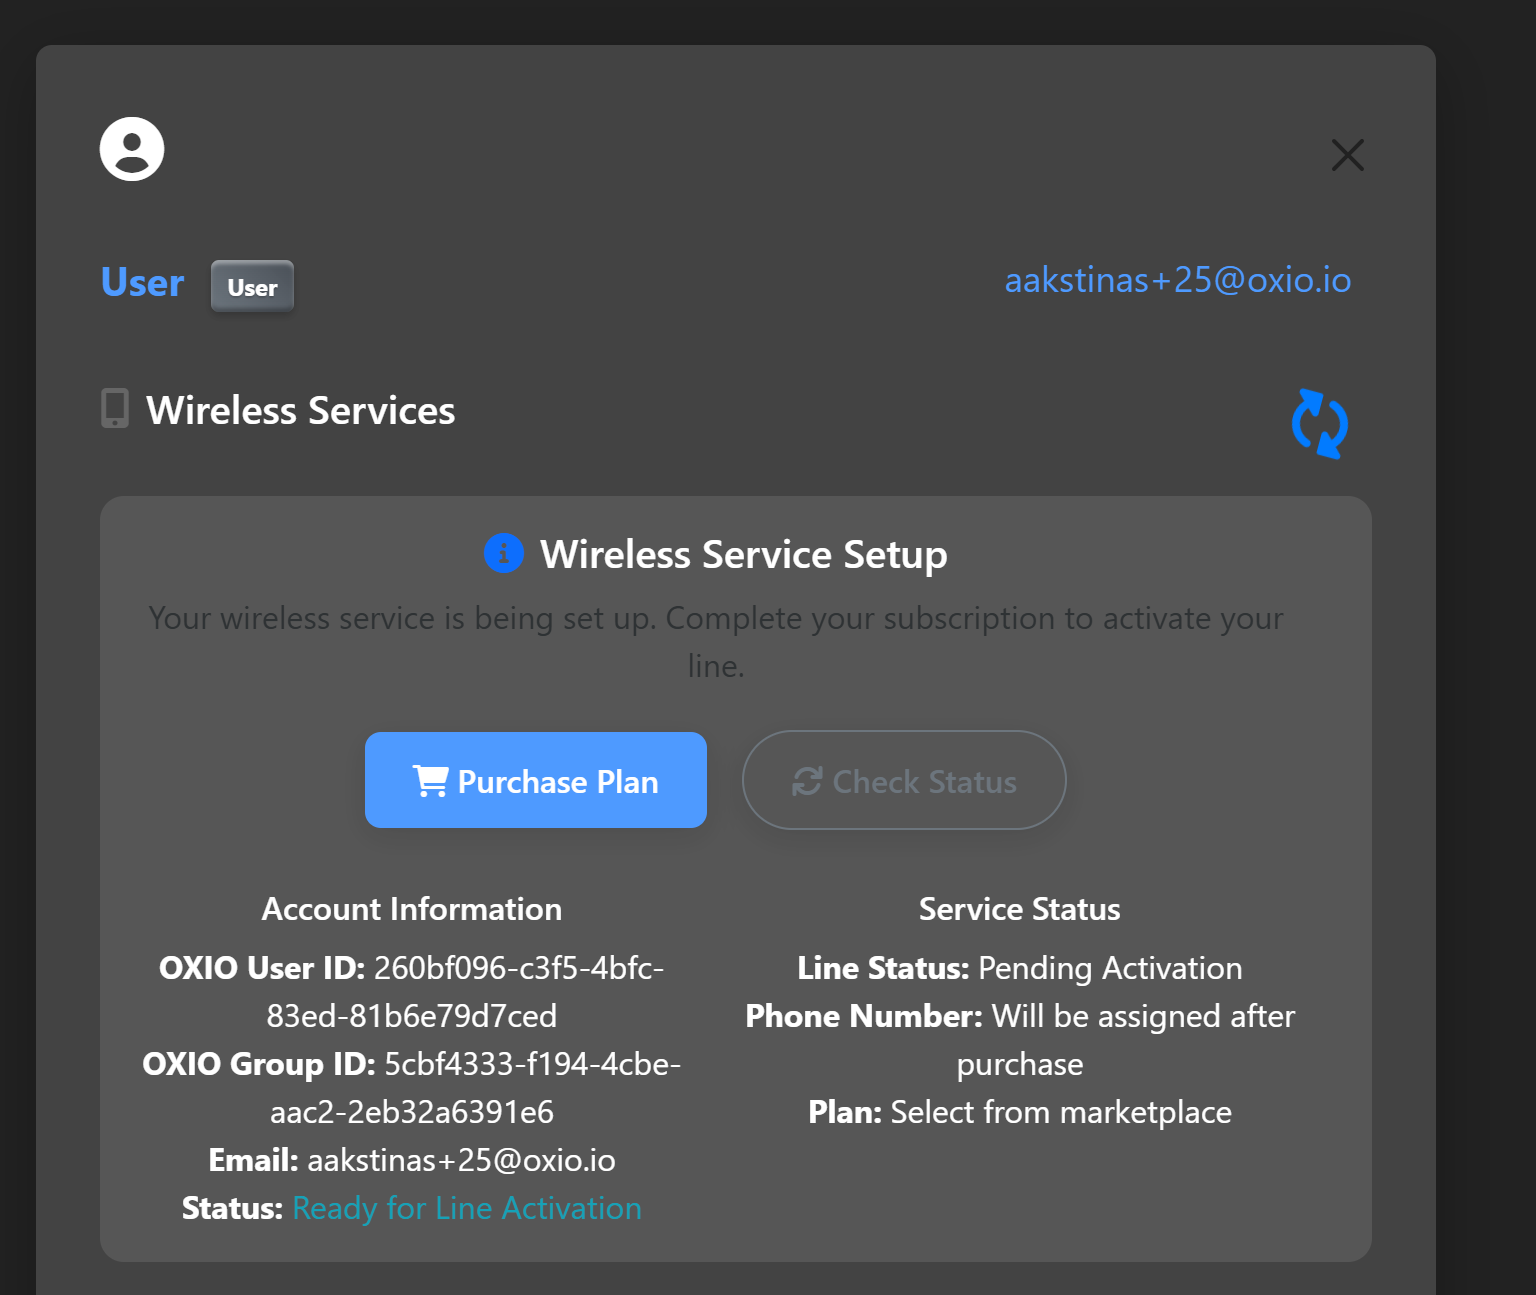 User
User
aakstinas+25@oxio.io
Wireless Services
Wireless Service Setup
Your wireless service is being set up. Complete your subscription to activate your
line.
Purchase Plan
Check Status
Account Information
OXIO User ID: 260bf096-c3f5-4bfc-
83ed-81b6e79d7ced
OXIO Group ID: 5cbf4333-f194-4cbe-
aac2-2eb32a6391e6
Email: aakstinas+25@oxio.io
Status: Ready for Line Activation
Service Status
Line Status: Pending Activation
Phone Number: Will be assigned after
purchase
Plan: Select from marketplace